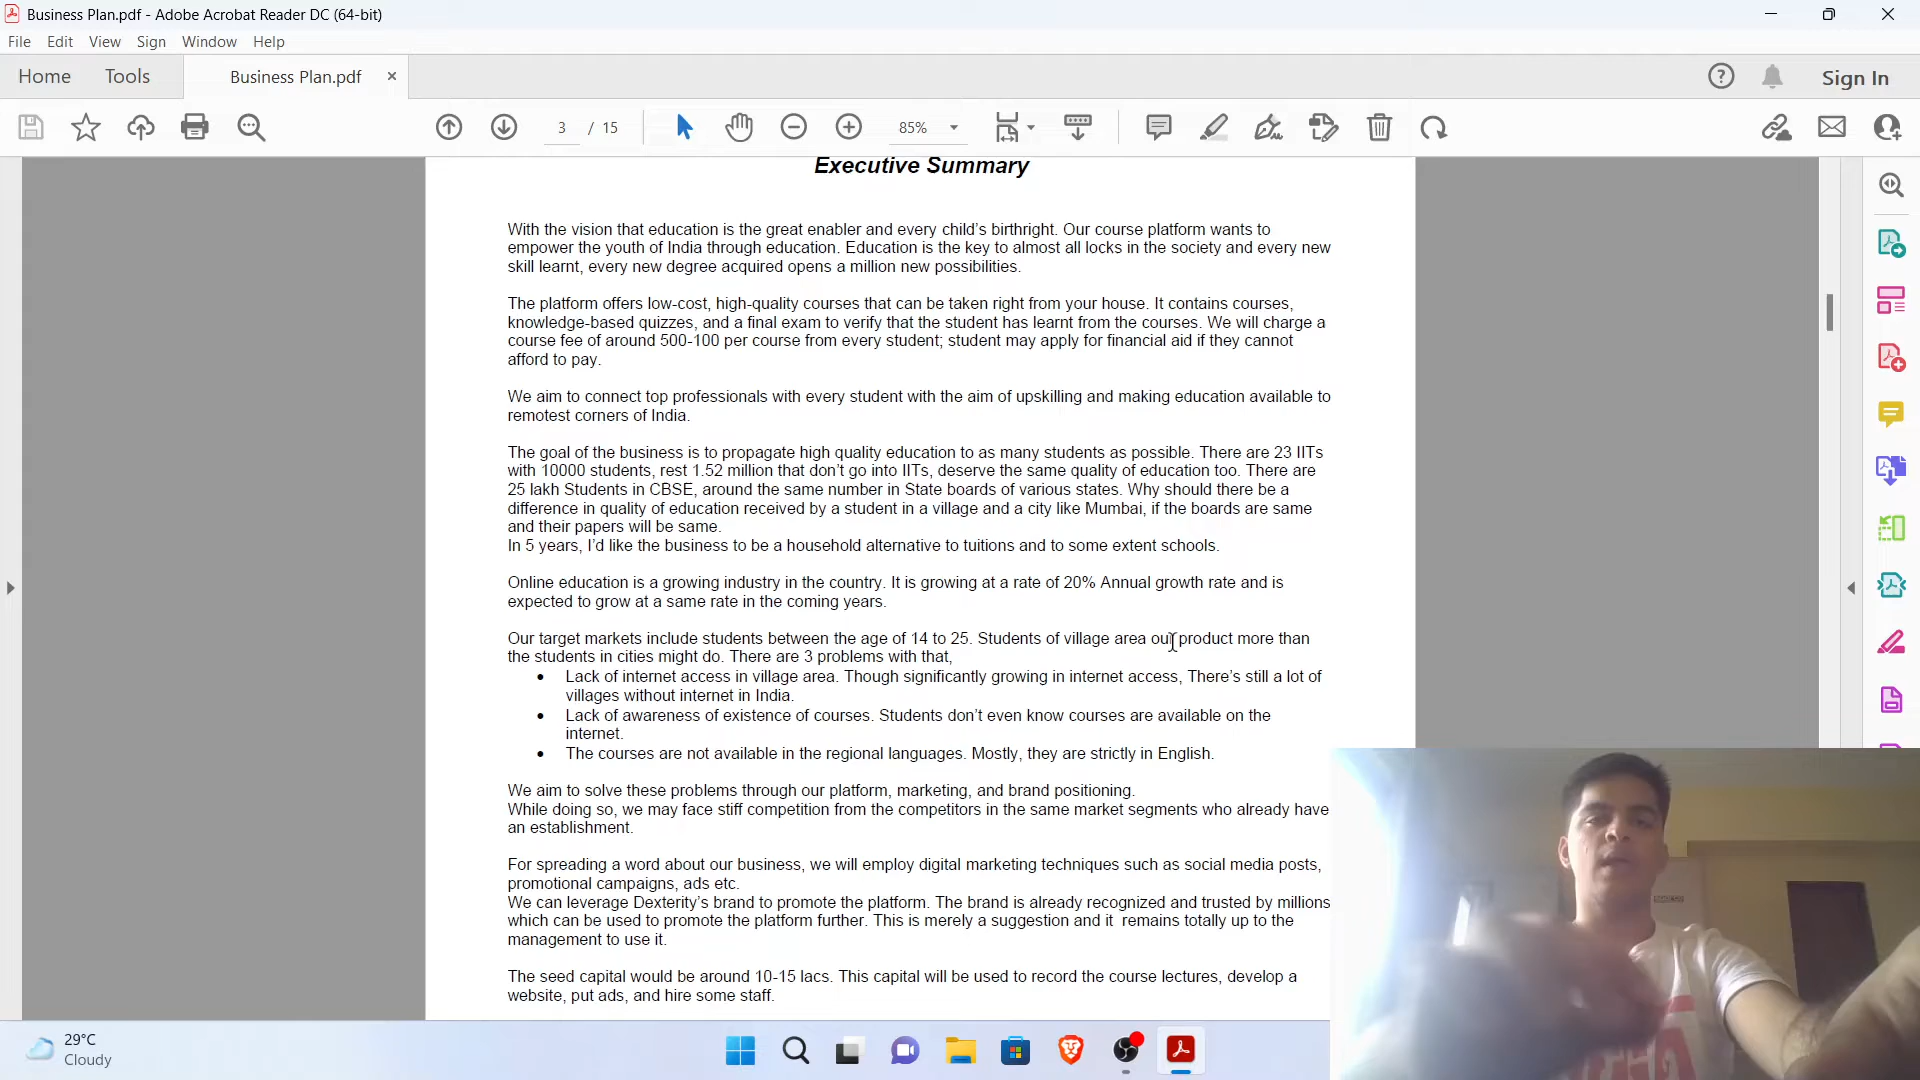 Business Plan.pdf - Adobe Acrobat Reader DC (64-bit)
File Edit View Sign Window Help
Home Tools Business Plan.pdf Sign In
3 / 15 85%
Executive Summary
With the vision that education is the great enabler and every child's birthright. Our course platform wants to
empower the youth of India through education. Education is the key to almost all locks in the society and every new
skill learnt, every new degree acquired opens a million new possibilities.
The platform offers low-cost, high-quality courses that can be taken right from your house. It contains courses,
knowledge-based quizzes, and a final exam to verify that the student has learnt from the courses. We will charge a
course fee of around 500-100 per course from every student; student may apply for financial aid if they cannot
afford to pay.
We aim to connect top professionals with every student with the aim of upskilling and making education available to
remotest corners of India.
The goal of the business is to propagate high quality education to as many students as possible. There are 23 IITs
with 10000 students, rest 1.52 million that don't go into IITs, deserve the same quality of education too. There are
25 lakh Students in CBSE, around the same number in State boards of various states. Why should there be a
difference in quality of education received by a student in a village and a city like Mumbai, if the boards are same
and their papers will be same.
In 5 years, I'd like the business to be a household alternative to tuitions and to some extent schools.
Online education is a growing industry in the country. It is growing at a rate of 20% Annual growth rate and is
expected to grow at a same rate in the coming years.
Our target markets include students between the age of 14 to 25. Students of village area our product more than
the students in cities might do. There are 3 problems with that,
• Lack of internet access in village area. Though significantly growing in internet access, There's still a lot of
villages without internet in India.
• Lack of awareness of existence of courses. Students don't even know courses are available on the
internet.
• The courses are not available in the regional languages. Mostly, they are strictly in English.
We aim to solve these problems through our platform, marketing, and brand positioning.
While doing so, we may face stiff competition from the competitors in the same market segments who already have
an establishment.
For spreading a word about our business, we will employ digital marketing techniques such as social media posts,
promotional campaigns, ads etc.
We can leverage Dexterity's brand to promote the platform. The brand is already recognized and trusted by millions
which can be used to promote the platform further. This is merely a suggestion and it remains totally up to the
management to use it.
The seed capital would be around 10-15 lacs. This capital will be used to record the course lectures, develop a
website, put ads, and hire some staff.
29°C
Cloudy